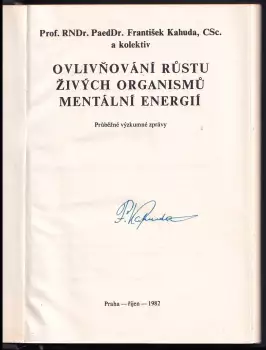 Prof. RNDr. PaedDr. František Kahuda, CSc.
a kolektiv
OVLIVŇOVÁNÍ RŮSTU
ŽIVÝCH ORGANISMŮ
MENTÁLNÍ ENERGIÍ
Průběžné výzkumné zprávy
F. Kahuda
Praha — říjen — 1982